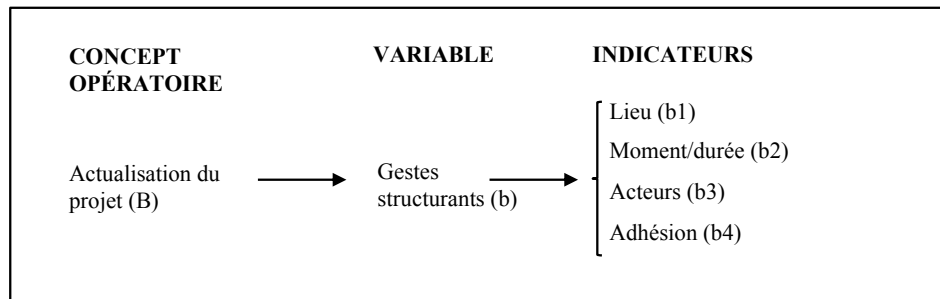 CONCEPT
OPÉRATOIRE
VARIABLE
INDICATEURS
Actualisation du
projet (B)
Gestes
structurants (b)
Lieu (b1)
Moment/durée (b2)
Acteurs (b3)
Adhésion (b4)